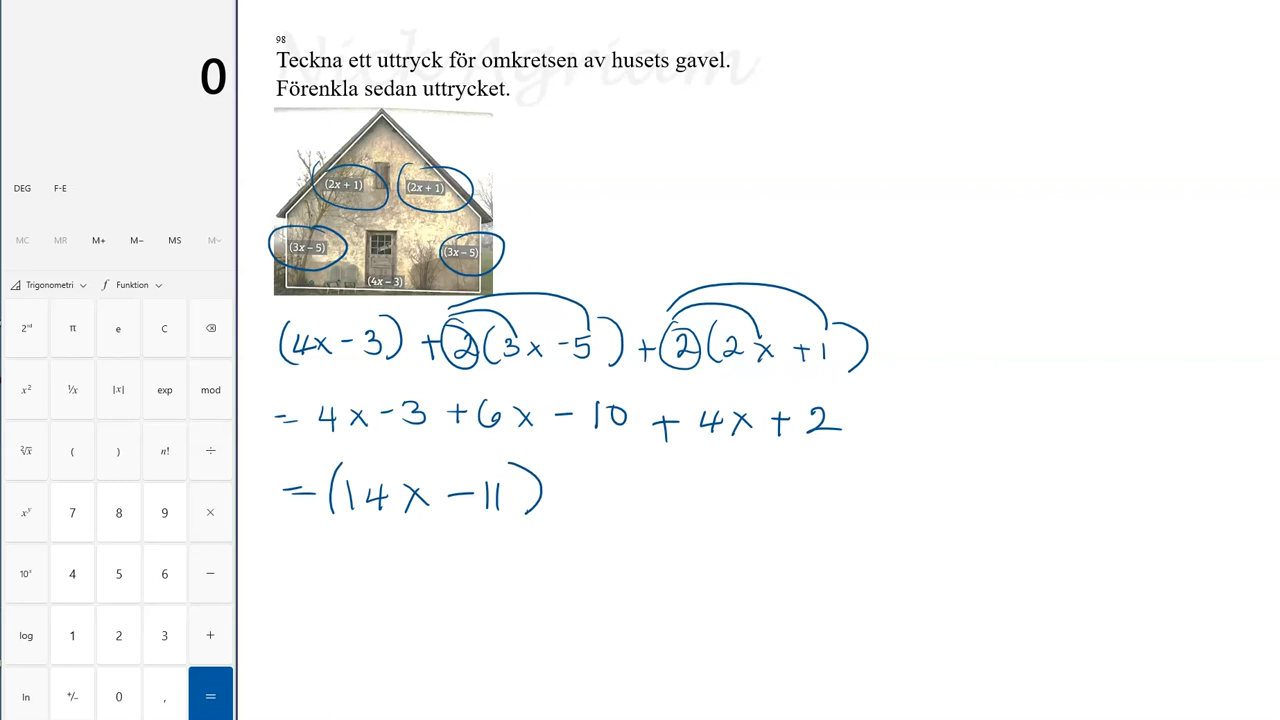 0
DEG F-E
MC MR M+ M− MS M˅
Trigonometri ƒ Funktion
2ⁿᵈ π e C
x² ¹/x |x| exp mod
²√x ( ) n! ÷
xʸ 7 8 9 ×
10ˣ 4 5 6 −
log 1 2 3 +
ln +/− 0 , =
Nick Agriam
98
Teckna ett uttryck för omkretsen av husets gavel.
Förenkla sedan uttrycket.
(2x + 1) (2x + 1)
(3x – 5) (3x – 5)
(4x – 3)
(4x − 3) + 2(3x − 5) + 2(2x + 1)
= 4x − 3 + 6x − 10 + 4x + 2
= (14x − 11)